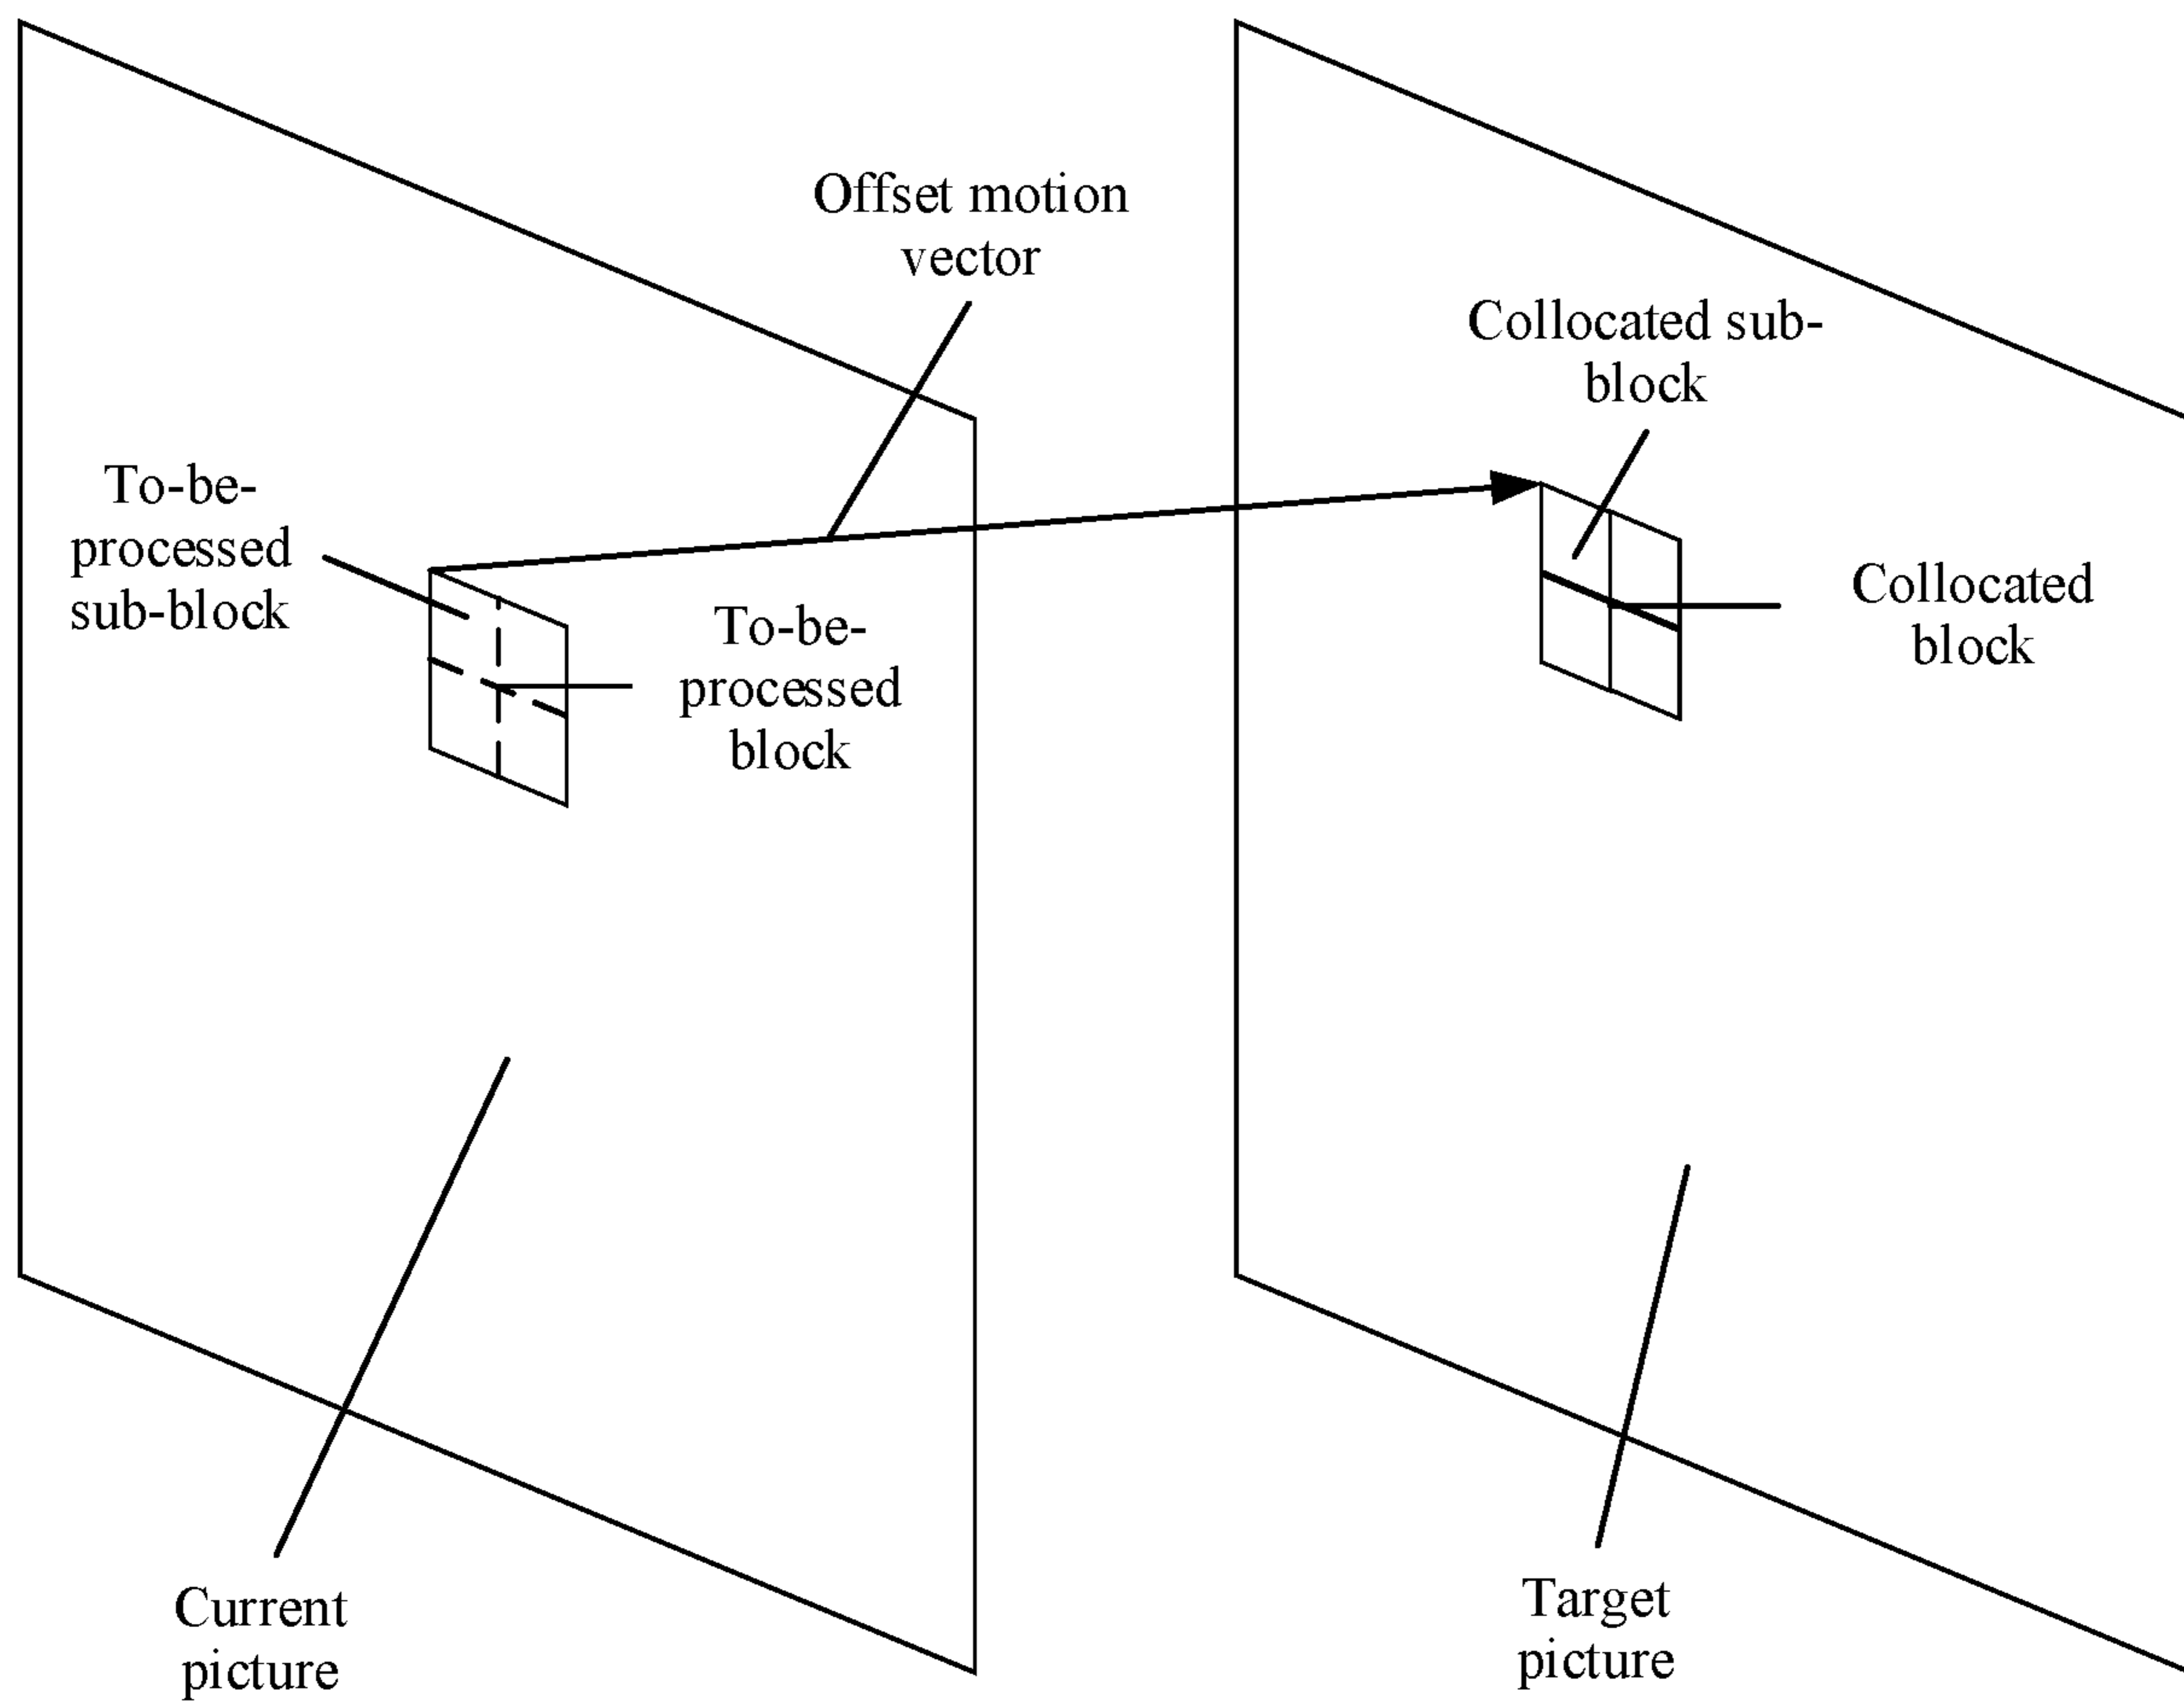 Offset motion
vector
Collocated sub-
block
To-be-
processed
sub-block
To-be-
processed
block
Collocated
block
Current
picture
Target
picture